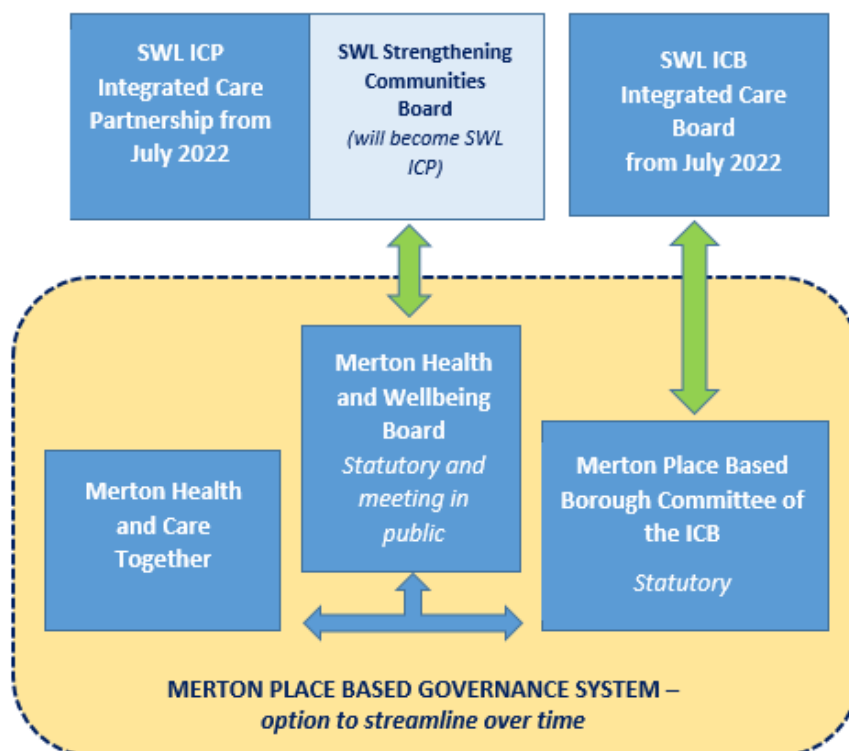 SWL ICP
Integrated Care
Partnership from
July 2022
SWL Strengthening
Communities
Board
(will become SWL
ICP)
SWL ICB
Integrated Care
Board
from July 2022
Merton Health
and Wellbeing
Board
Statutory and
meeting in
public
Merton Health
and Care
Together
Merton Place Based
Borough Committee of
the ICB
Statutory
MERTON PLACE BASED GOVERNANCE SYSTEM –
option to streamline over time